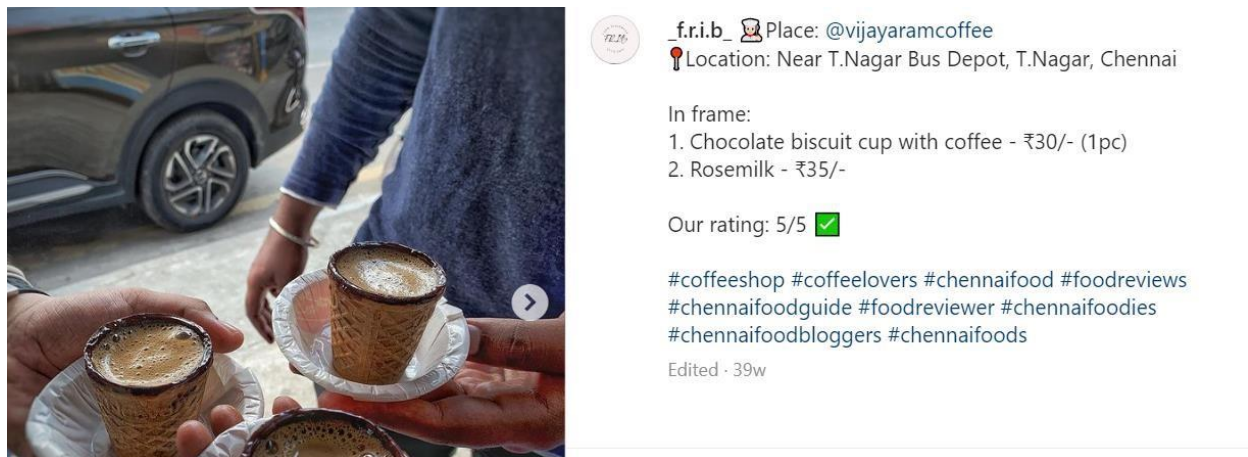 _f.r.i.b_ 👩‍🍳Place: @vijayaramcoffee
📍Location: Near T.Nagar Bus Depot, T.Nagar, Chennai
In frame:
1. Chocolate biscuit cup with coffee - ₹30/- (1pc)
2. Rosemilk - ₹35/-
Our rating: 5/5 ✅
#coffeeshop #coffeelovers #chennaifood #foodreviews
#chennaifoodguide #foodreviewer #chennaifoodies
#chennaifoodbloggers #chennaifoods
Edited · 39w